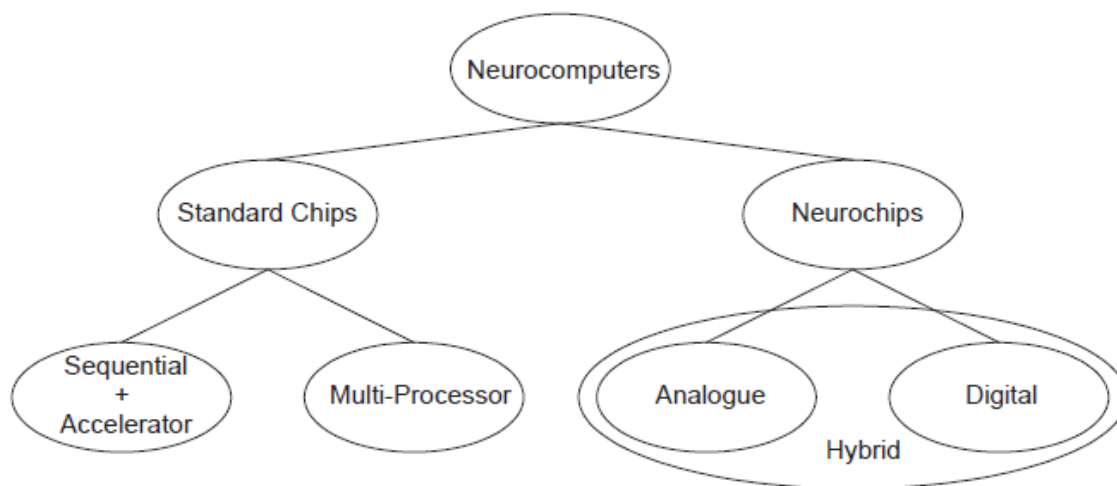 Neurocomputers
Standard Chips
Neurochips
Sequential
+
Accelerator
Multi-Processor
Analogue
Digital
Hybrid